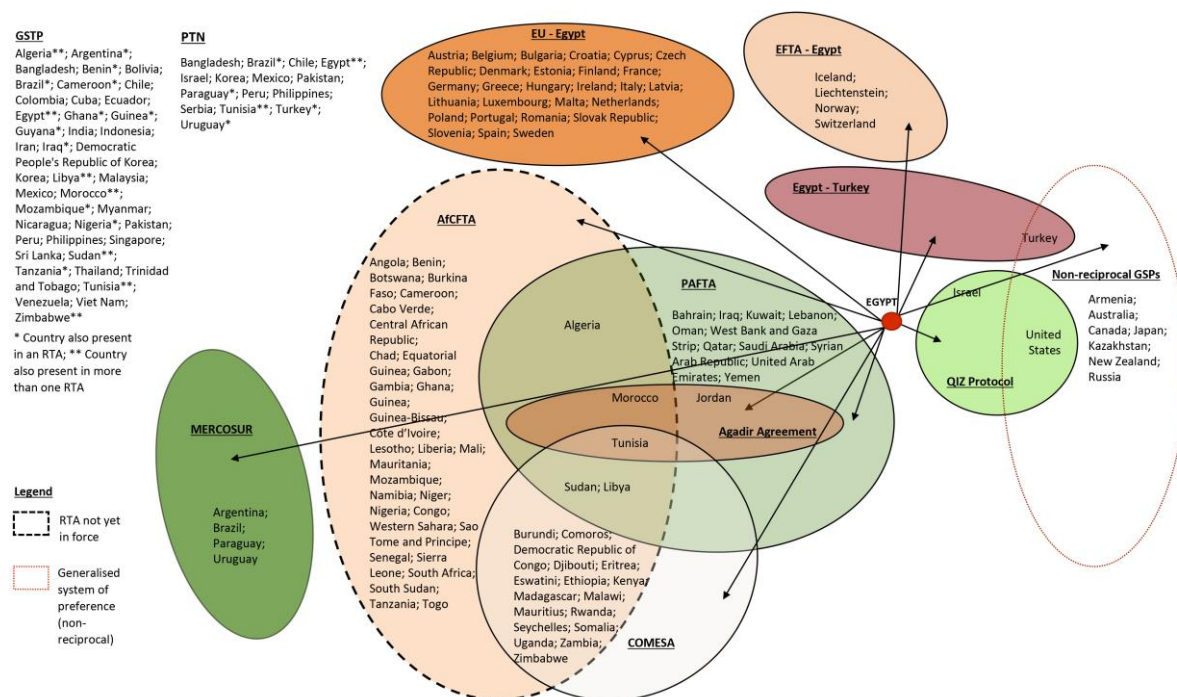 GSTP
Algeria**; Argentina*;
Bangladesh; Benin*; Bolivia;
Brazil*; Cameroon*; Chile;
Colombia; Cuba; Ecuador;
Egypt**; Ghana*; Guinea*;
Guyana*; India; Indonesia;
Iran; Iraq*; Democratic
People's Republic of Korea;
Korea; Libya**; Malaysia;
Mexico; Morocco**;
Mozambique*; Myanmar;
Nicaragua; Nigeria*; Pakistan;
Peru; Philippines; Singapore;
Sri Lanka; Sudan**;
Tanzania*; Thailand; Trinidad
and Tobago; Tunisia**;
Venezuela; Viet Nam;
Zimbabwe**
* Country also present
in an RTA; ** Country
also present in more
than one RTA
PTN
Bangladesh; Brazil*; Chile; Egypt**;
Israel; Korea; Mexico; Pakistan;
Paraguay*; Peru; Philippines;
Serbia; Tunisia**; Turkey*;
Uruguay*
EU - Egypt
Austria; Belgium; Bulgaria; Croatia; Cyprus; Czech
Republic; Denmark; Estonia; Finland; France;
Germany; Greece; Hungary; Ireland; Italy; Latvia;
Lithuania; Luxembourg; Malta; Netherlands;
Poland; Portugal; Romania; Slovak Republic;
Slovenia; Spain; Sweden
EFTA - Egypt
Iceland;
Liechtenstein;
Norway;
Switzerland
Egypt - Turkey
Turkey
Non-reciprocal GSPs
Armenia;
Australia;
Canada; Japan;
Kazakhstan;
New Zealand;
Russia
EGYPT
Israel
United
States
QIZ Protocol
AfCFTA
Angola; Benin;
Botswana; Burkina
Faso; Cameroon;
Cabo Verde;
Central African
Republic;
Chad; Equatorial
Guinea; Gabon;
Gambia; Ghana;
Guinea;
Guinea-Bissau;
Côte d'Ivoire;
Lesotho; Liberia; Mali;
Mauritania;
Mozambique;
Namibia; Niger;
Nigeria; Congo;
Western Sahara; Sao
Tome and Principe;
Senegal; Sierra
Leone; South Africa;
South Sudan;
Tanzania; Togo
PAFTA
Bahrain; Iraq; Kuwait; Lebanon;
Oman; West Bank and Gaza
Strip; Qatar; Saudi Arabia; Syrian
Arab Republic; United Arab
Emirates; Yemen
Algeria
Morocco
Jordan
Agadir Agreement
Tunisia
Sudan; Libya
Burundi; Comoros;
Democratic Republic of
Congo; Djibouti; Eritrea;
Eswatini; Ethiopia; Kenya;
Madagascar; Malawi;
Mauritius; Rwanda;
Seychelles; Somalia;
Uganda; Zambia;
Zimbabwe
COMESA
MERCOSUR
Argentina;
Brazil;
Paraguay;
Uruguay
Legend
RTA not yet
in force
Generalised
system of
preference
(non-
reciprocal)